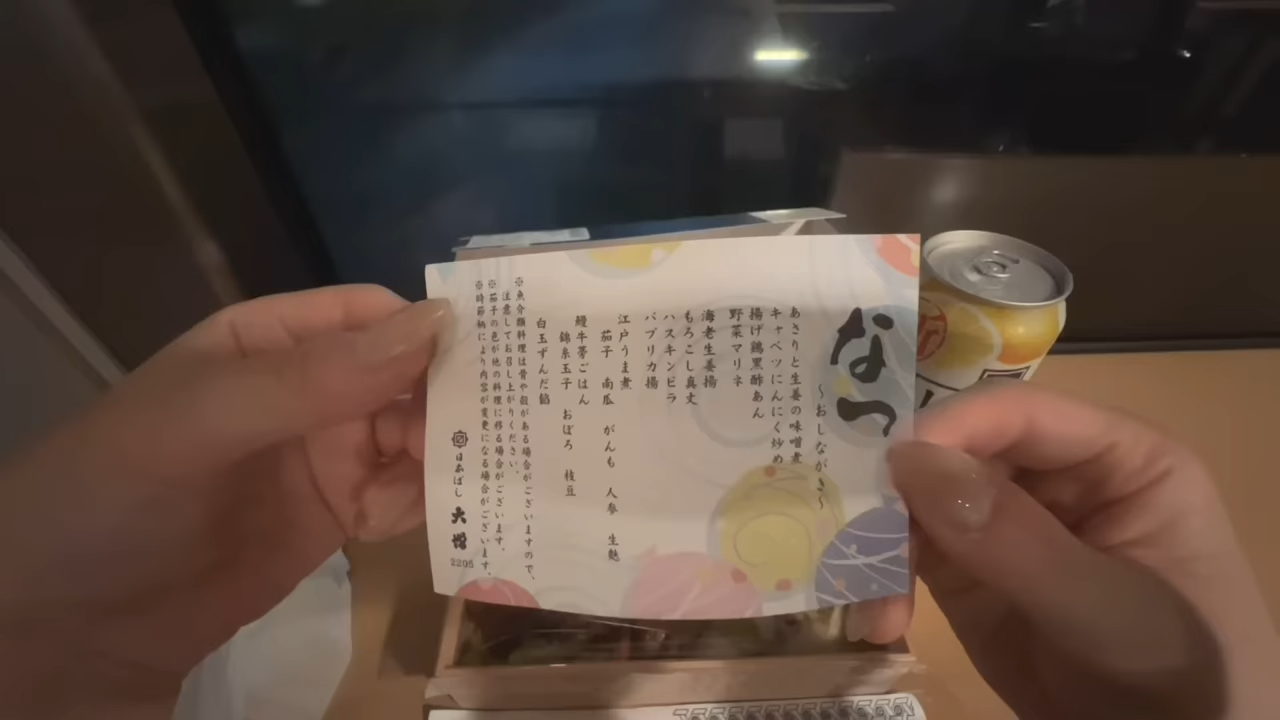 なつ
〜おしながき〜
あさりと生姜の味噌煮
キャベツにんにく炒め
揚げ鶏黒酢あん
野菜マリネ
海老生姜揚
もろこし真丈
ハスキンピラ
パプリカ揚
江戸うま煮
茄子 南瓜 がんも 人参 生麩
鰻牛蒡ごはん
錦糸玉子 おぼろ 枝豆
白玉ずんだ餡
※魚介類料理は骨や殻がある場合がございますので、
注意してお召し上がりください。
※茄子の色が他の料理に移る場合がございます。
※時節柄により内容が変更になる場合がございます。
日本ばし 大増
2205